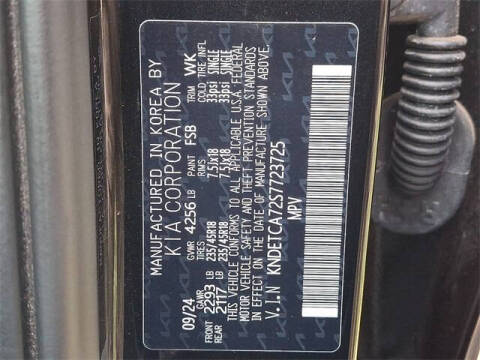 MANUFACTURED IN KOREA BY
KIA CORPORATION
09/24 GVWR 4256 LB PAINT FSB TRIM WK
GAWR TIRES RIMS COLD TIRE INFL
FRONT 2293 LB 235/45R18 7.5Jx18 33psi SINGLE
REAR 2117 LB 235/45R18 7.5Jx18 33psi SINGLE
THIS VEHICLE CONFORMS TO ALL APPLICABLE U.S.A. FEDERAL
MOTOR VEHICLE SAFETY AND THEFT PREVENTION STANDARDS
IN EFFECT ON THE DATE OF MANUFACTURE SHOWN ABOVE.
V.I.N KNDETCA72S7723725
MPV